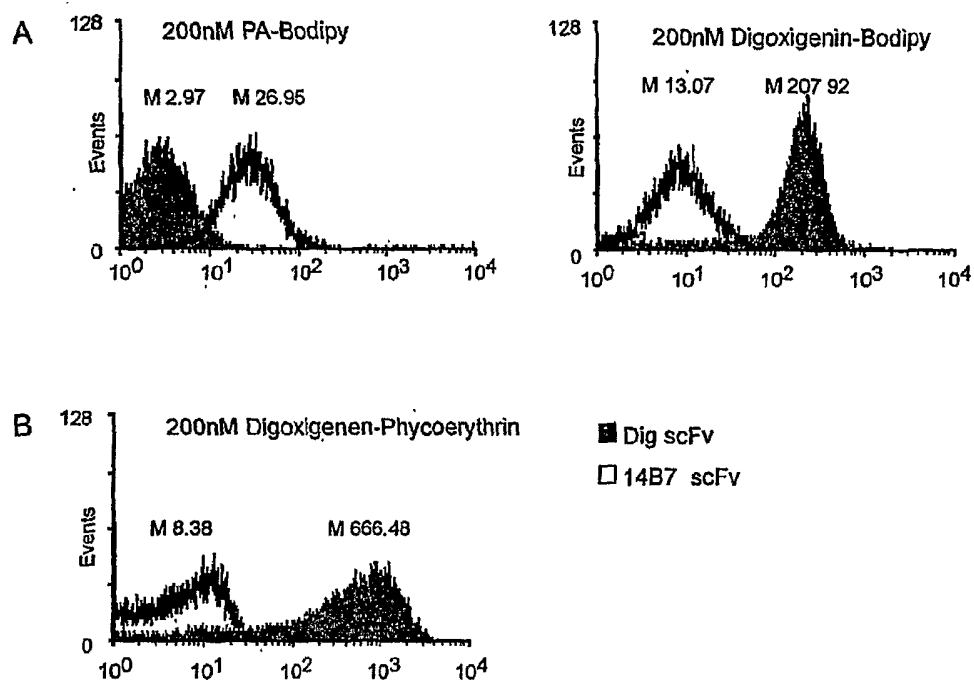 A
128
200nM PA-Bodipy
M 2.97 M 26.95
Events
0
10⁰ 10¹ 10² 10³ 10⁴
128
200nM Digoxigenin-Bodipy
M 13.07 M 207 92
Events
0
10⁰ 10¹ 10² 10³ 10⁴
B
128
200nM Digoxigenen-Phycoerythrin
M 8.38 M 666.48
Events
0
10⁰ 10¹ 10² 10³ 10⁴
Dig scFv
14B7 scFv